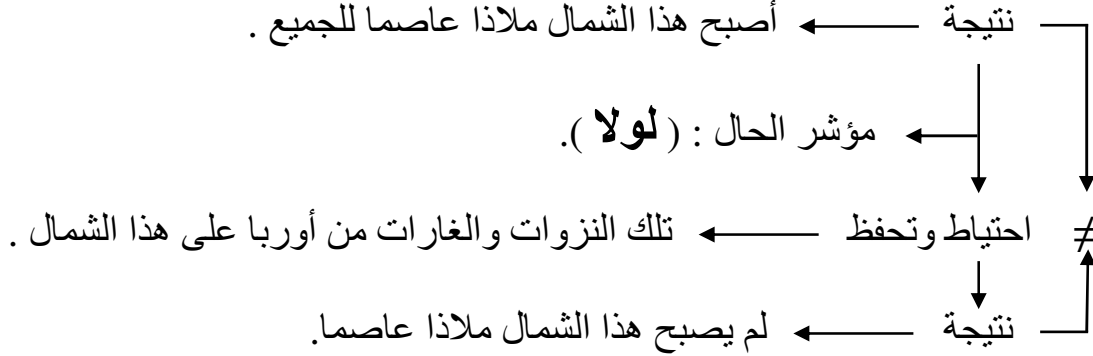 نتيجة أصبح هذا الشمال ملاذا عاصما للجميع .
مؤشر الحال : ( لولا ).
≠ احتياط وتحفظ تلك النزوات والغارات من أوربا على هذا الشمال .
نتيجة لم يصبح هذا الشمال ملاذا عاصما.